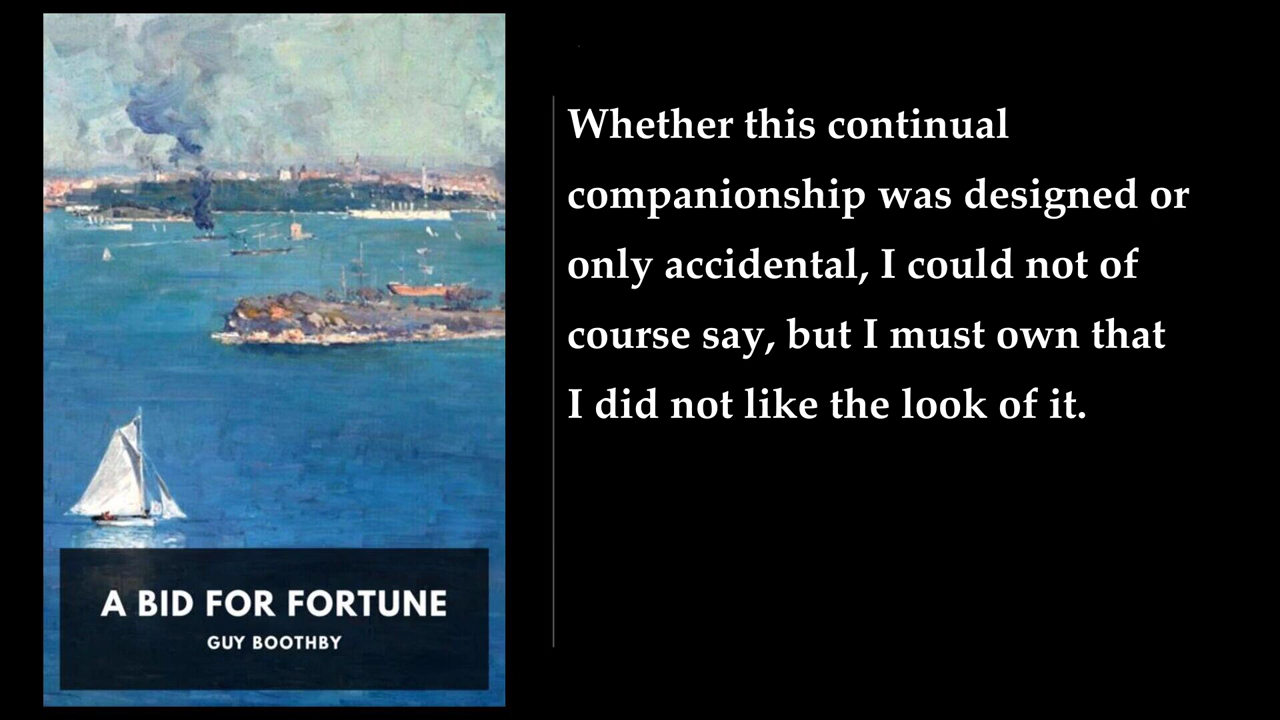 A BID FOR FORTUNE
GUY BOOTHBY
Whether this continual
companionship was designed or
only accidental, I could not of
course say, but I must own that
I did not like the look of it.